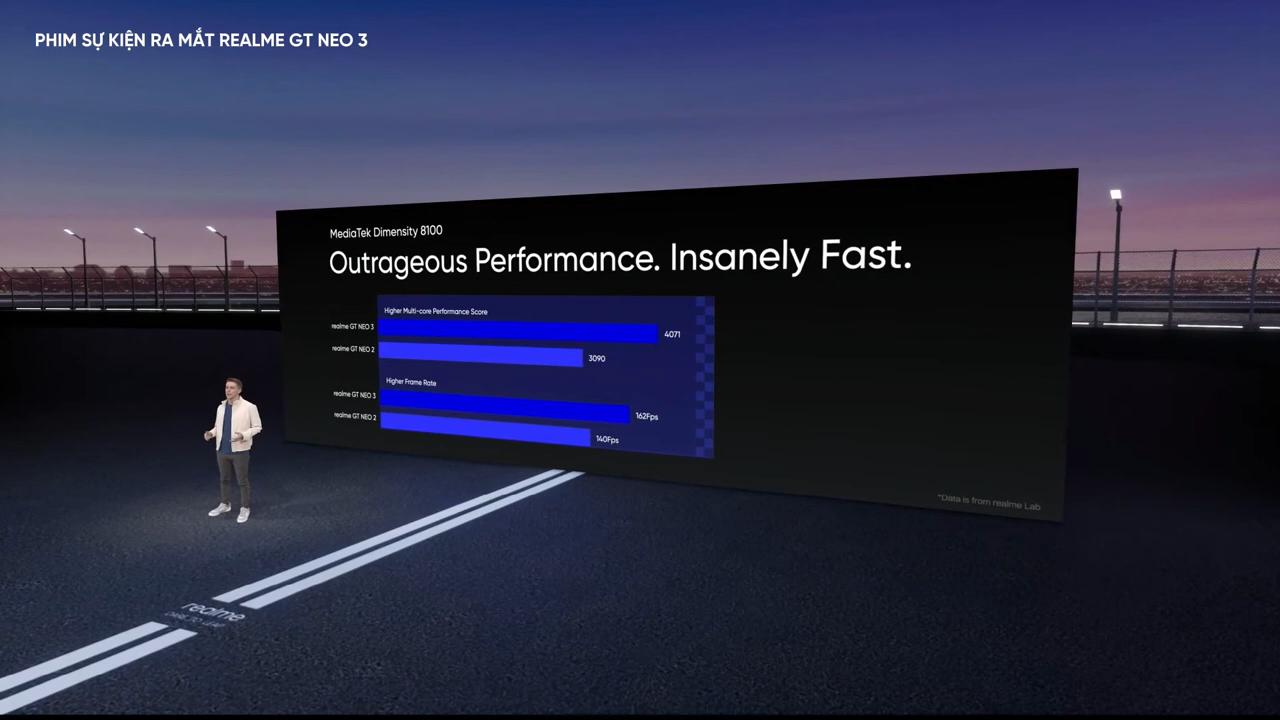 PHIM SỰ KIỆN RA MẮT REALME GT NEO 3
MediaTek Dimensity 8100
Outrageous Performance. Insanely Fast.
Higher Multi-core Performance Score
realme GT NEO 3
4071
realme GT NEO 2
3090
Higher Frame Rate
realme GT NEO 3
162Fps
realme GT NEO 2
140Fps
*Data is from realme Lab
realme